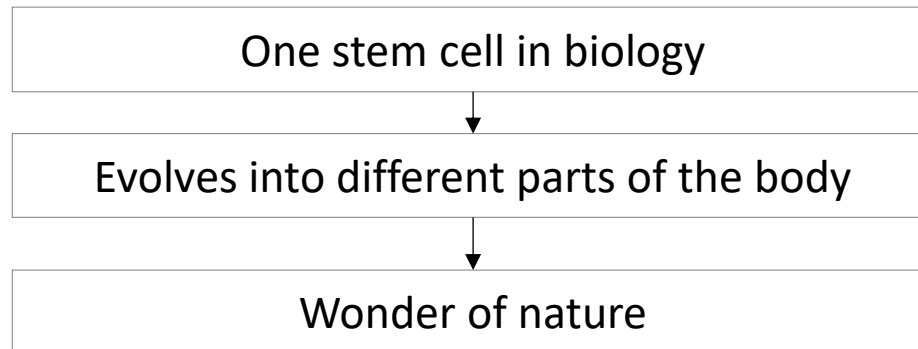 One stem cell in biology
Evolves into different parts of the body
Wonder of nature